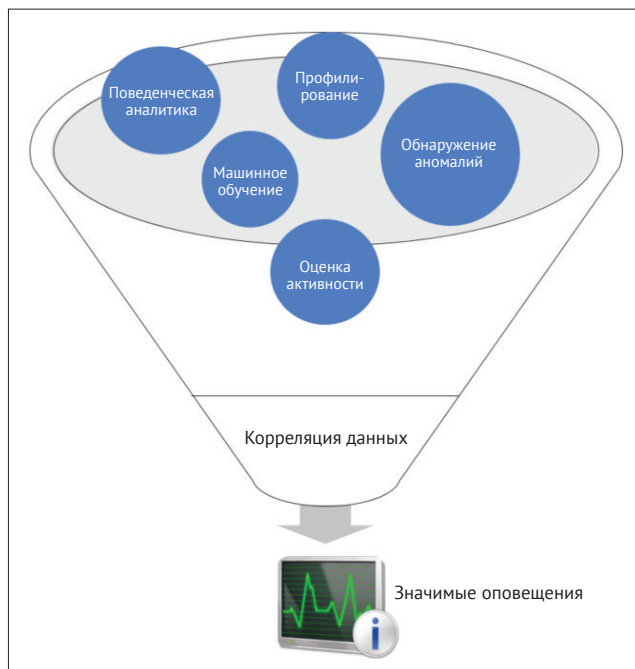 Поведенческая
аналитика
Профили-
рование
Обнаружение
аномалий
Машинное
обучение
Оценка
активности
Корреляция данных
Значимые оповещения
i